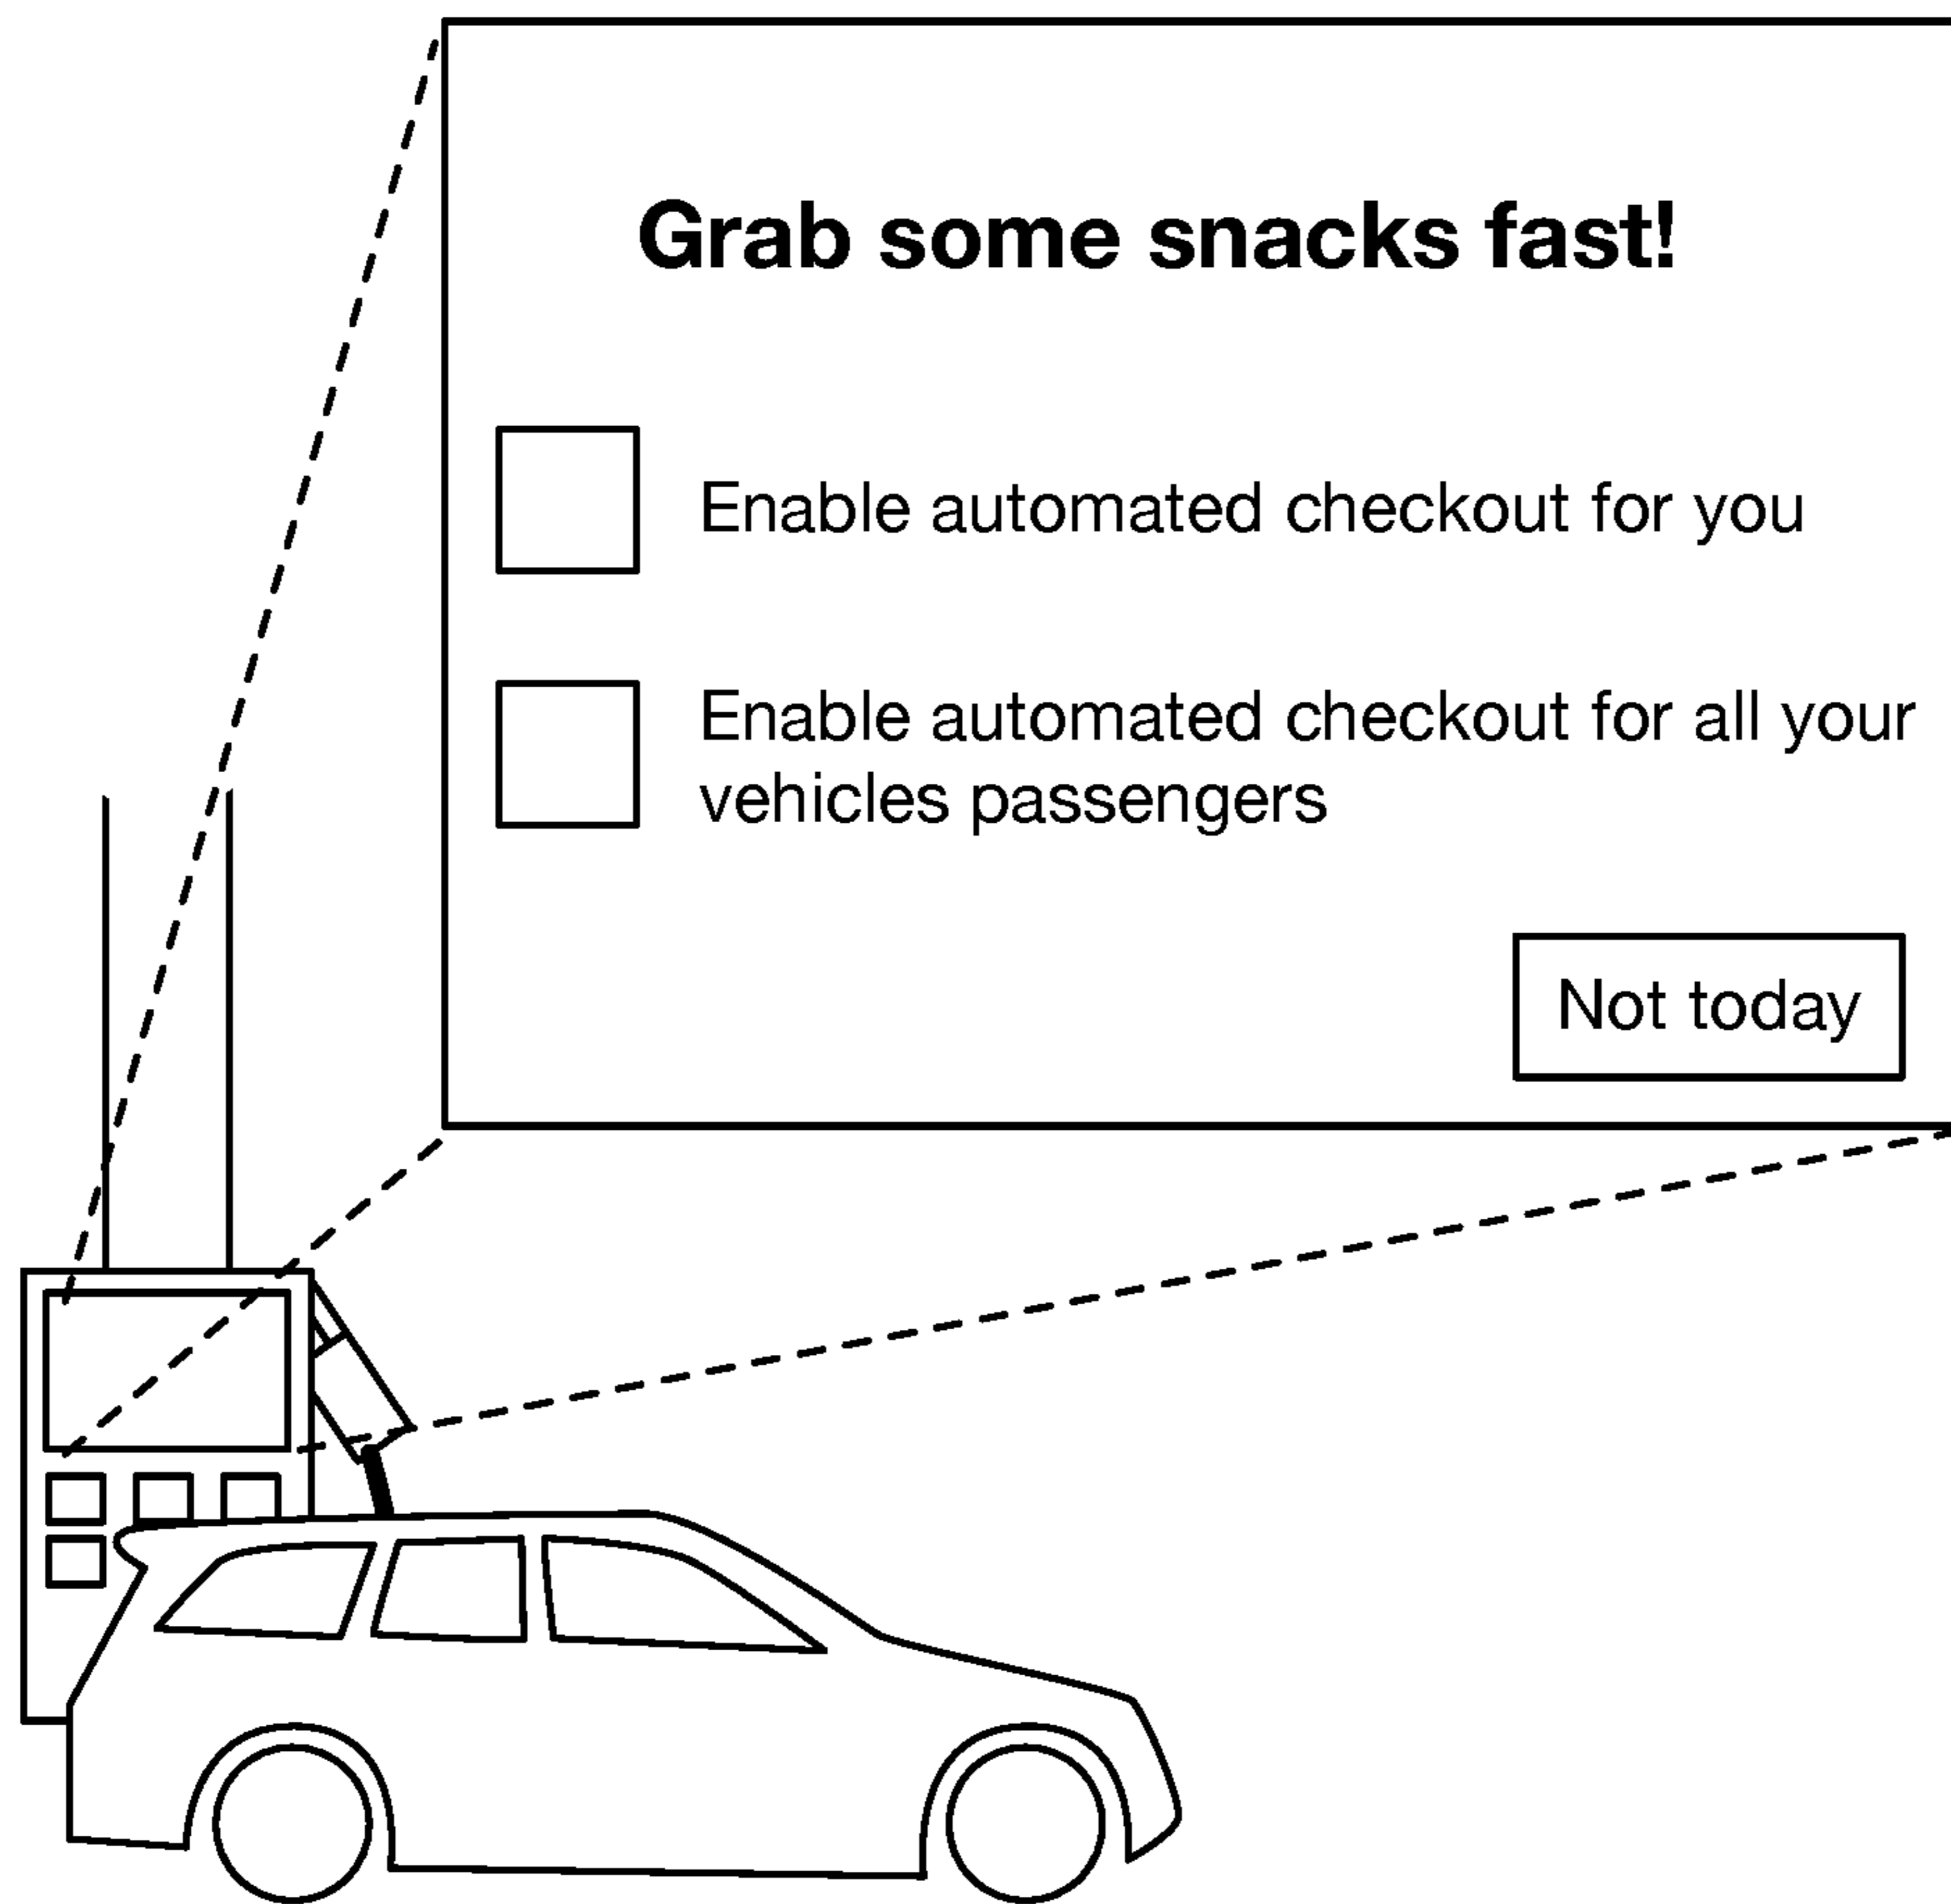 Grab some snacks fast!
Enable automated checkout for you
Enable automated checkout for all your
vehicles passengers
Not today